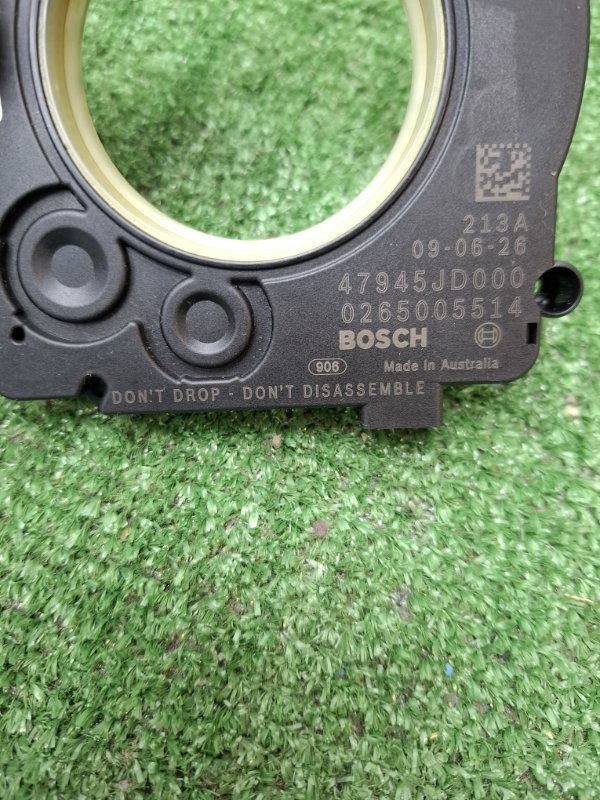 213A
09-06-26
47945JD000
0265005514
BOSCH
906 Made in Australia
DON'T DROP - DON'T DISASSEMBLE